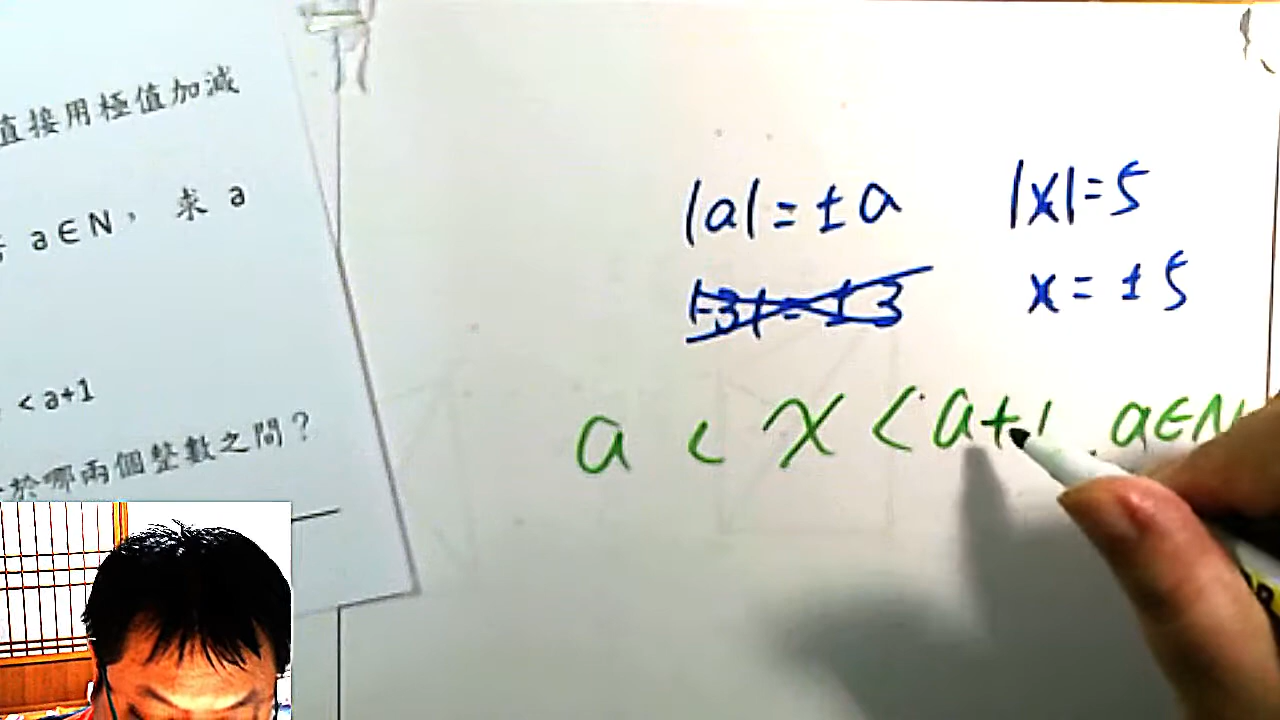 直接用極值加減
a∈N， 求 a
<a+1
於哪兩個整數之間？
|a|=±a
|x|=5
|-3|=±3
x=±5
a < x < a+1, a∈N